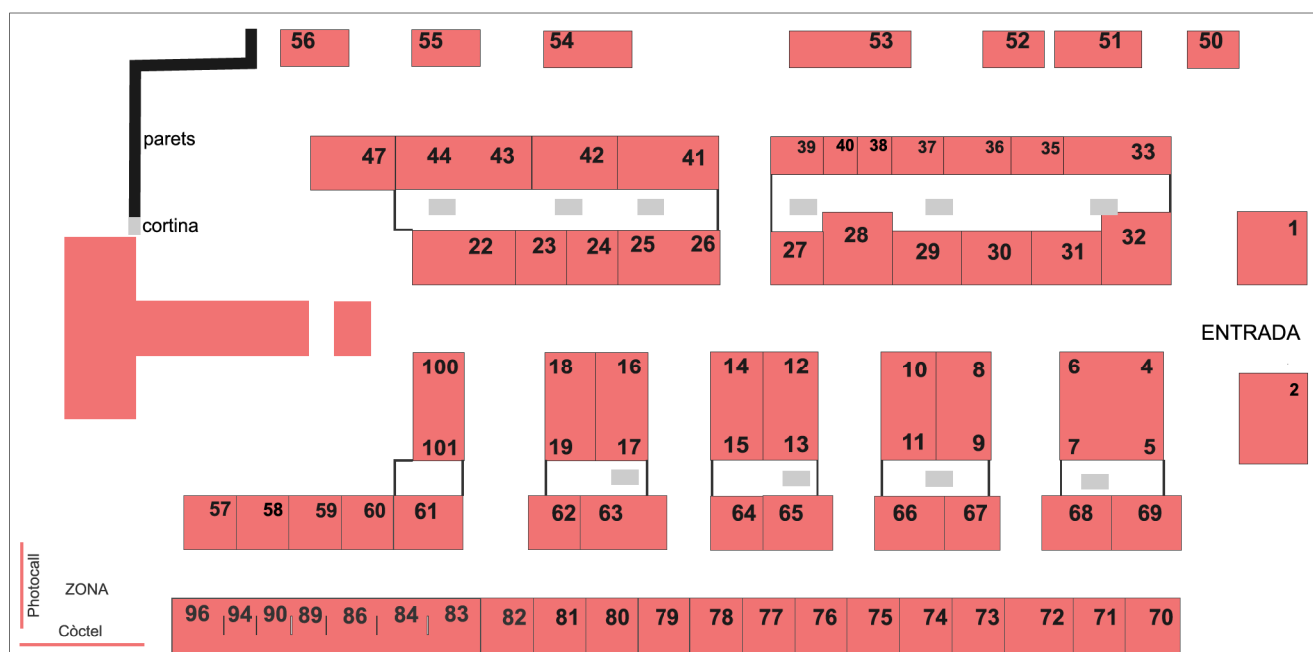 56 55 54 53 52 51 50
parets
47 44 43 42 41 39 40 38 37 36 35 33
cortina
22 23 24 25 26 27 28 29 30 31 32 1
ENTRADA
100 18 16 14 12 10 8 6 4 2
101 19 17 15 13 11 9 7 5
57 58 59 60 61 62 63 64 65 66 67 68 69
Photocall
ZONA
Còctel
96 94 90 89 86 84 83 82 81 80 79 78 77 76 75 74 73 72 71 70